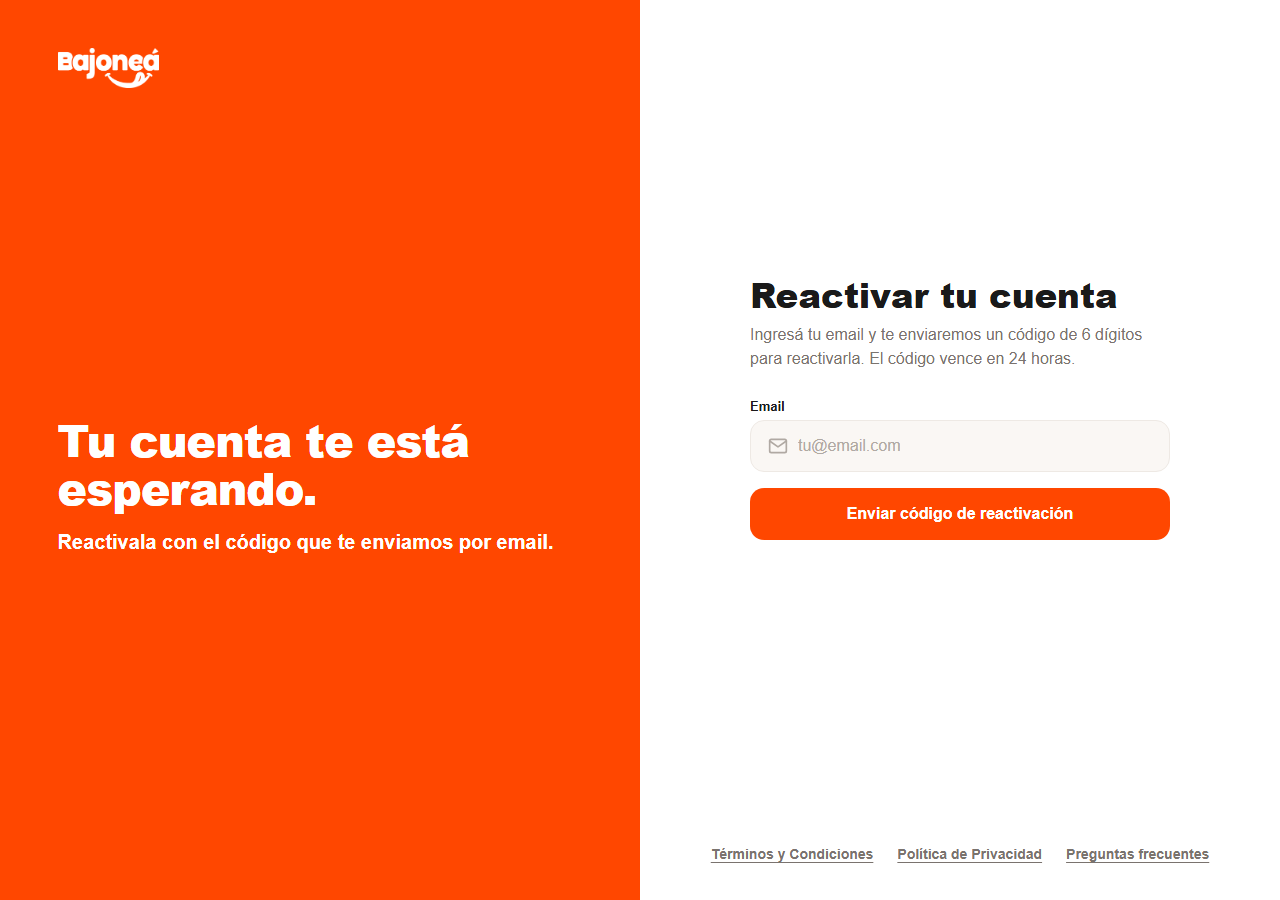 Bajoneá
Tu cuenta te está
esperando.
Reactivala con el código que te enviamos por email.
Reactivar tu cuenta
Ingresá tu email y te enviaremos un código de 6 dígitos
para reactivarla. El código vence en 24 horas.
Email
tu@email.com
Enviar código de reactivación
Términos y Condiciones Política de Privacidad Preguntas frecuentes